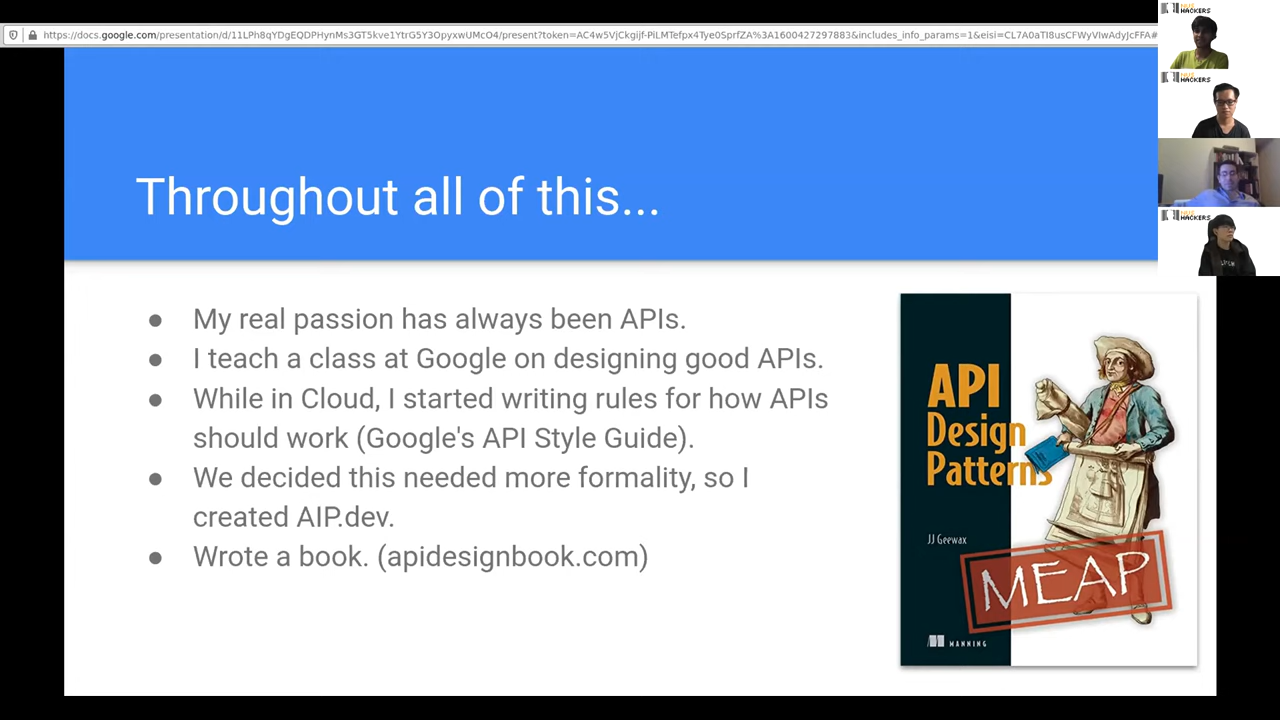 https://docs.google.com/presentation/d/11LPh8qYDgEQDPHynMs3GT5kve1YtrG5Y3OpyxwUMcO4/present?token=AC4w5VjCkgijf-PiLMTefpx4Tye0SprfZA%3A1600427297883&includes_info_params=1&eisi=CL7A0aTI8usCFWyVIwAdyJcFFA#
HACKERS
HACKERS
HACKERS
Throughout all of this...
● My real passion has always been APIs.
● I teach a class at Google on designing good APIs.
● While in Cloud, I started writing rules for how APIs
should work (Google's API Style Guide).
● We decided this needed more formality, so I
created AIP.dev.
● Wrote a book. (apidesignbook.com)
API
Design
Patterns
JJ Geewax
MEAP
MANNING